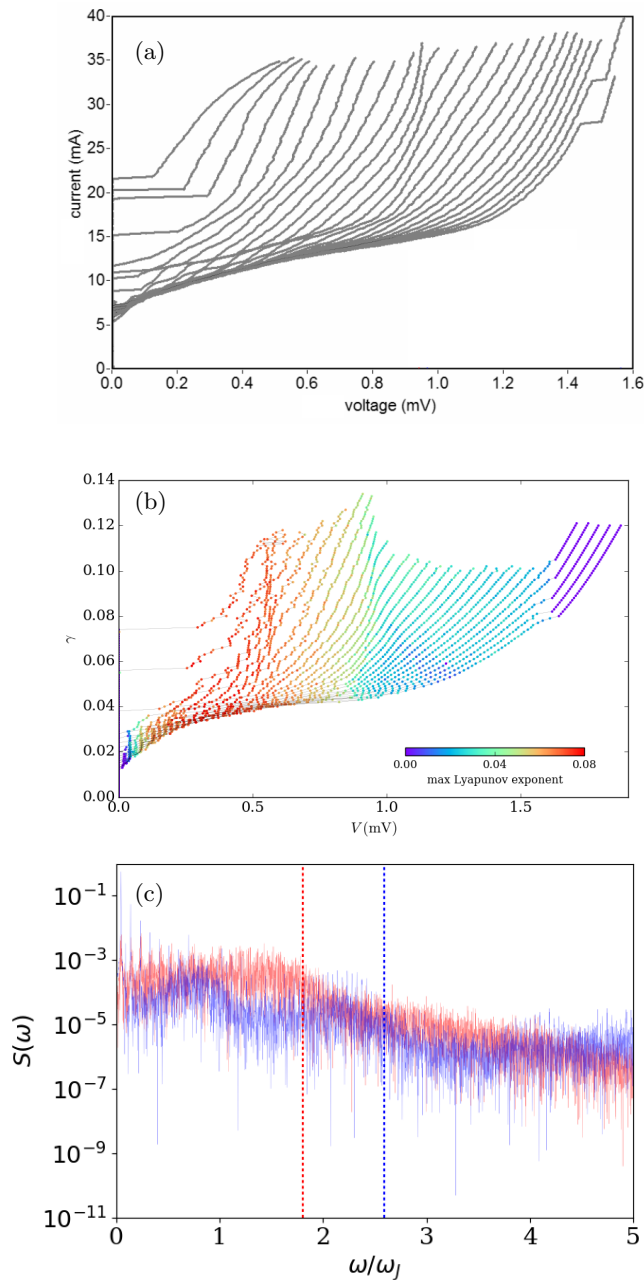 (a)
40
35
30
25
20
15
10
5
0
current (mA)
0.0 0.2 0.4 0.6 0.8 1.0 1.2 1.4 1.6
voltage (mV)
(b)
0.14
0.12
0.10
0.08
0.06
0.04
0.02
0.00
γ
0.00 0.04 0.08
max Lyapunov exponent
0.0 0.5 1.0 1.5
V(mV)
(c)
10⁻¹
10⁻³
10⁻⁵
10⁻⁷
10⁻⁹
10⁻¹¹
S(ω)
0 1 2 3 4 5
ω/ω_J